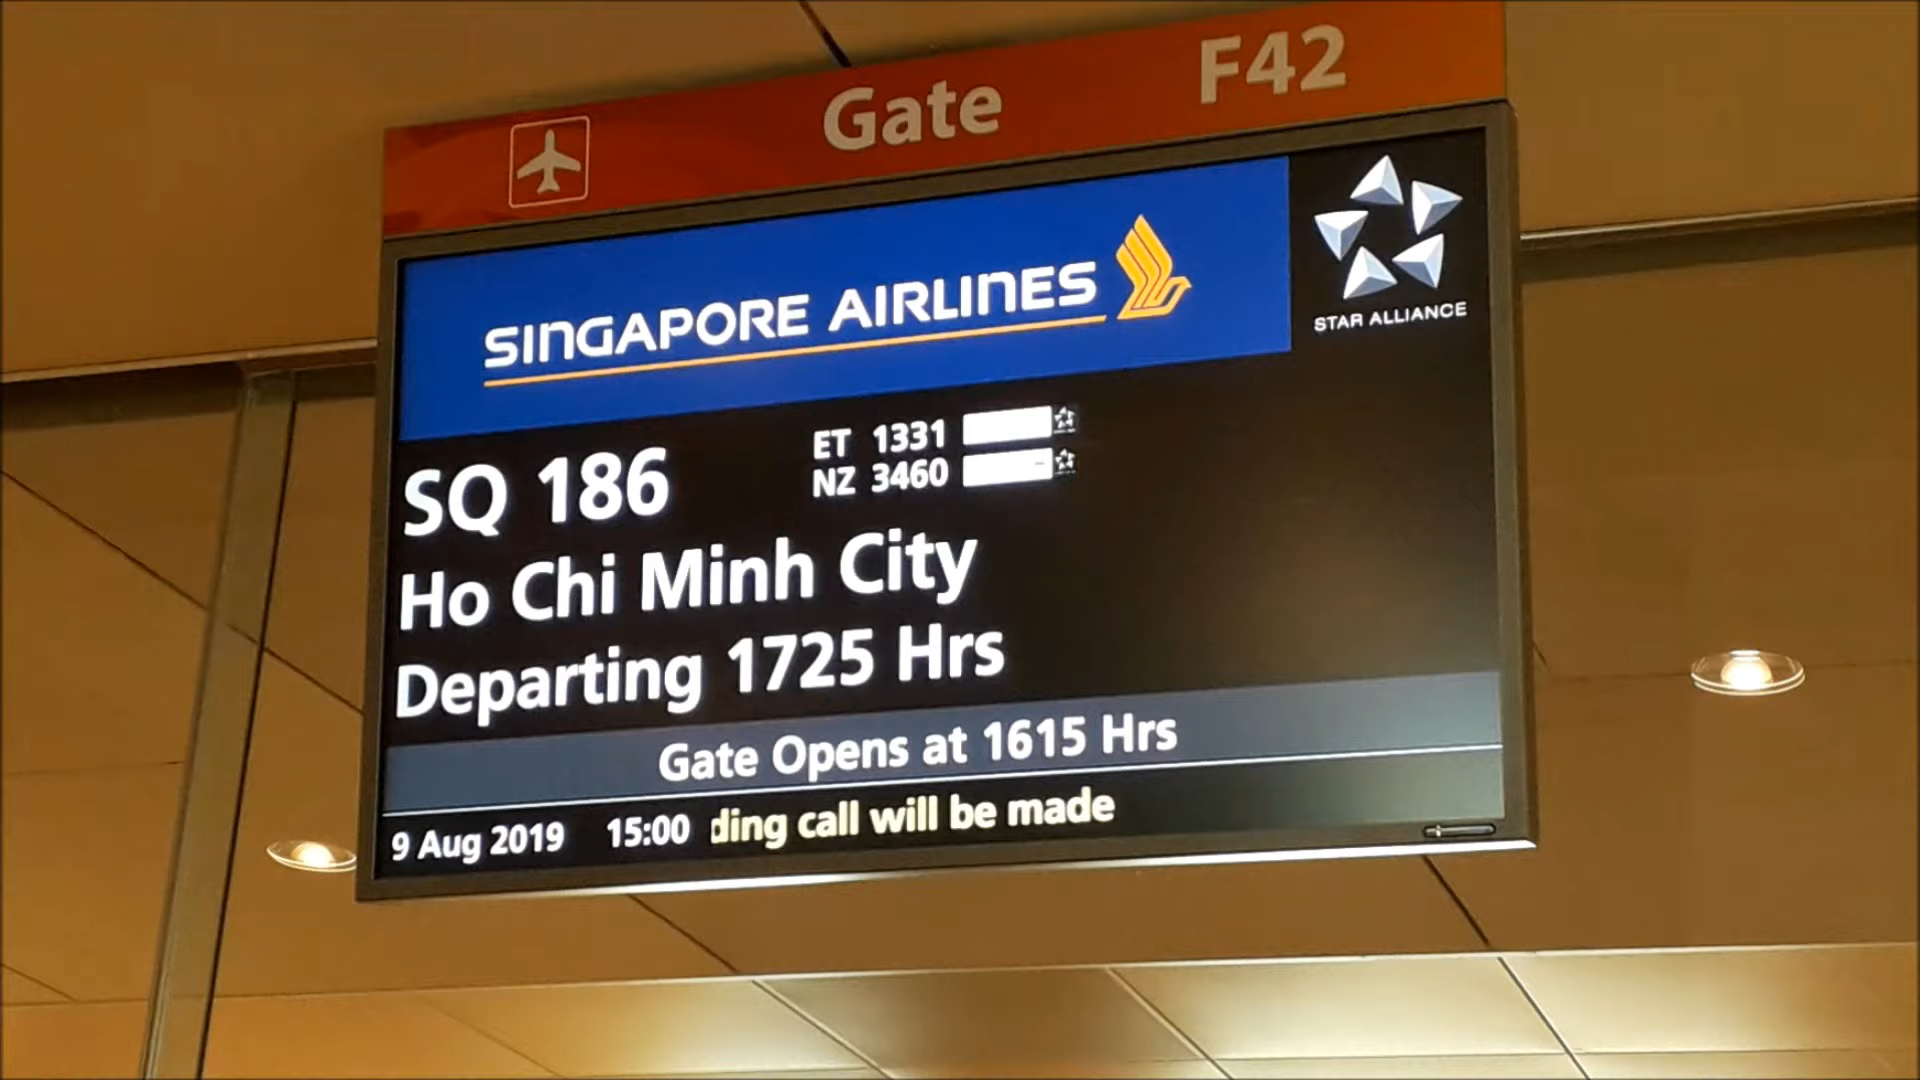 Gate F42
SINGAPORE AIRLINES
STAR ALLIANCE
SQ 186
ET 1331
NZ 3460
Ho Chi Minh City
Departing 1725 Hrs
Gate Opens at 1615 Hrs
9 Aug 2019 15:00 ding call will be made